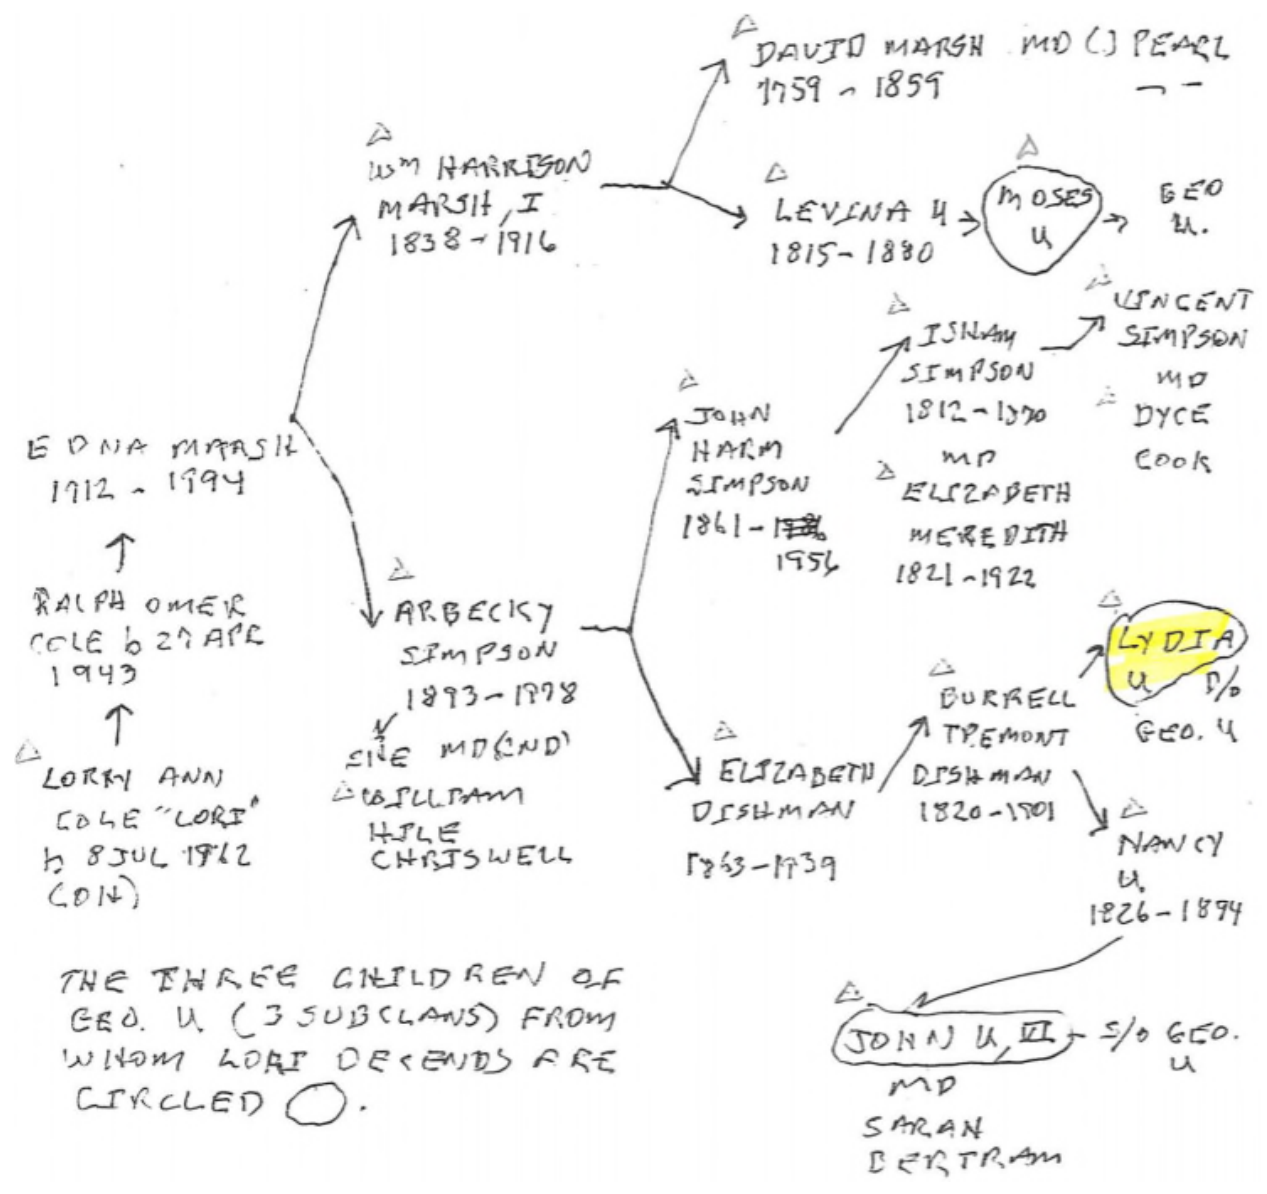 DAVID MARSH MD () PEARL
1759 - 1859
WM HARRISON
MARSH, I
1838 - 1916
LEVINA U
1815 - 1880
MOSES
U
GEO
U.
ISHAM
SIMPSON
1812 - 1870
MD
ELIZABETH
MEREDITH
1821 - 1922
VINCENT
SIMPSON
MD
DYCE
COOK
JOHN
HARM
SIMPSON
1861 -
1956
EDNA MARSH
1912 - 1994
RALPH OMER
COLE b 27 APR
1943
LORRY ANN
COLE "LORI"
b 8 JUL 1962
(OH)
ARBECKY
SIMPSON
1893 - 1978
SHE MD (2ND)
WILLIAM
HILE
CHRISWELL
ELIZABETH
DISHMAN
1863 - 1939
BURRELL
TREMONT
DISHMAN
1820 - 1901
LYDIA
U D/O
GEO. U
NANCY
U.
1826 - 1894
JOHN U, VI - S/O GEO.
U
MD
SARAH
BERTRAM
THE THREE CHILDREN OF
GEO. U (3 SUBCLANS) FROM
WHOM LORI DECENDS ARE
CIRCLED .